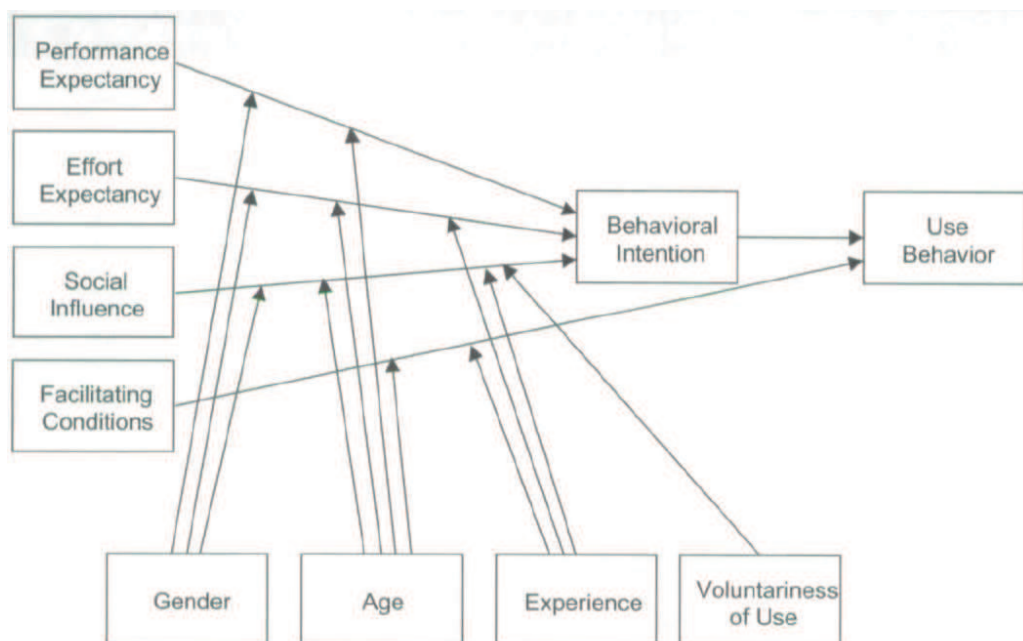 Performance
Expectancy
Effort
Expectancy
Social
Influence
Facilitating
Conditions
Behavioral
Intention
Use
Behavior
Gender
Age
Experience
Voluntariness
of Use